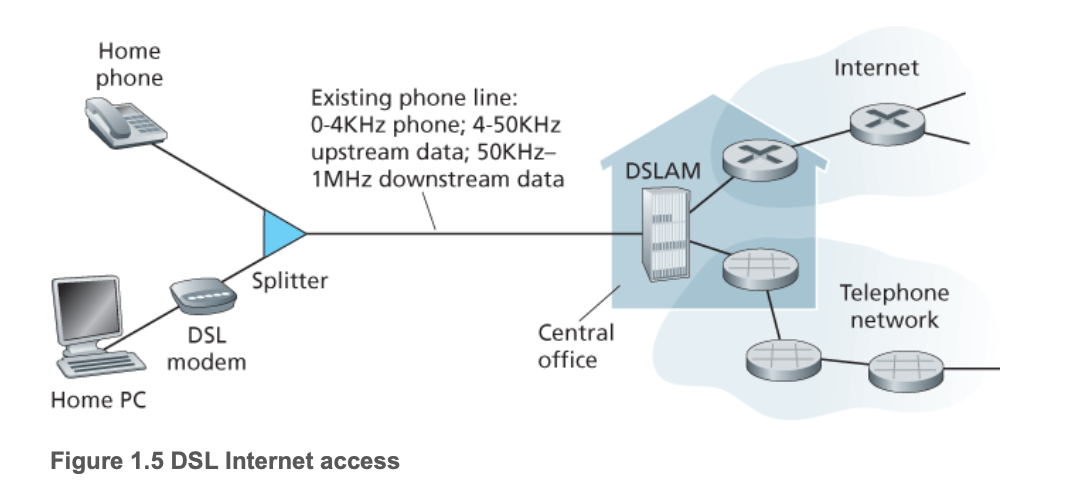 Home
phone
Existing phone line:
0-4KHz phone; 4-50KHz
upstream data; 50KHz–
1MHz downstream data
Internet
DSLAM
Splitter
DSL
modem
Home PC
Central
office
Telephone
network
Figure 1.5 DSL Internet access